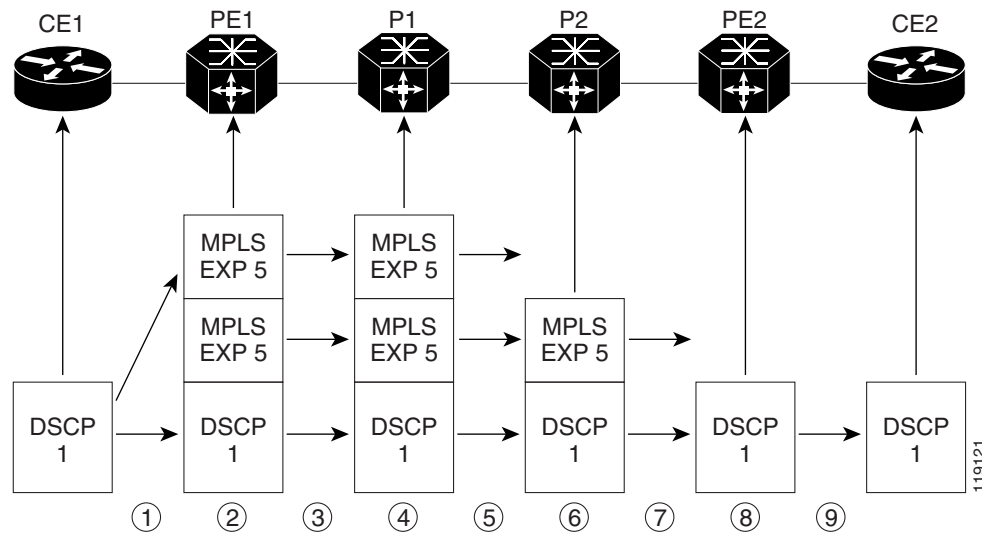 CE1 PE1 P1 P2 PE2 CE2
MPLS EXP 5 MPLS EXP 5
MPLS EXP 5 MPLS EXP 5 MPLS EXP 5
DSCP 1 DSCP 1 DSCP 1 DSCP 1 DSCP 1 DSCP 1
119121
1 2 3 4 5 6 7 8 9